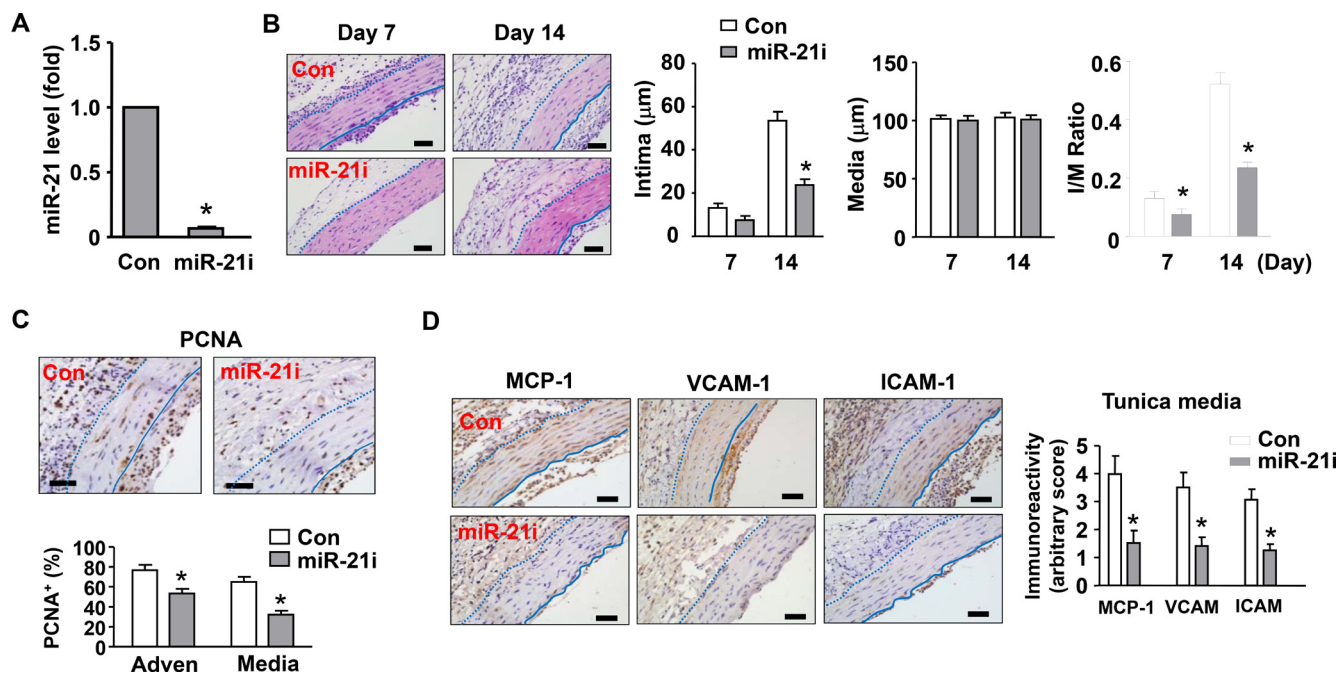 A
miR-21 level (fold)
1.5
1.0
0.5
0
*
Con
miR-21i
B
Day 7
Day 14
Con
miR-21i
Con
miR-21i
Intima (μm)
80
60
40
20
0
*
7
14
Media (μm)
150
100
50
0
7
14
I/M Ratio
0.6
0.4
0.2
0
*
*
7
14
(Day)
C
PCNA
Con
miR-21i
Con
miR-21i
PCNA+ (%)
100
80
60
40
20
0
*
*
Adven
Media
D
MCP-1
VCAM-1
ICAM-1
Con
miR-21i
Tunica media
Con
miR-21i
Immunoreactivity
(arbitrary score)
5
4
3
2
1
0
*
*
*
MCP-1
VCAM
ICAM